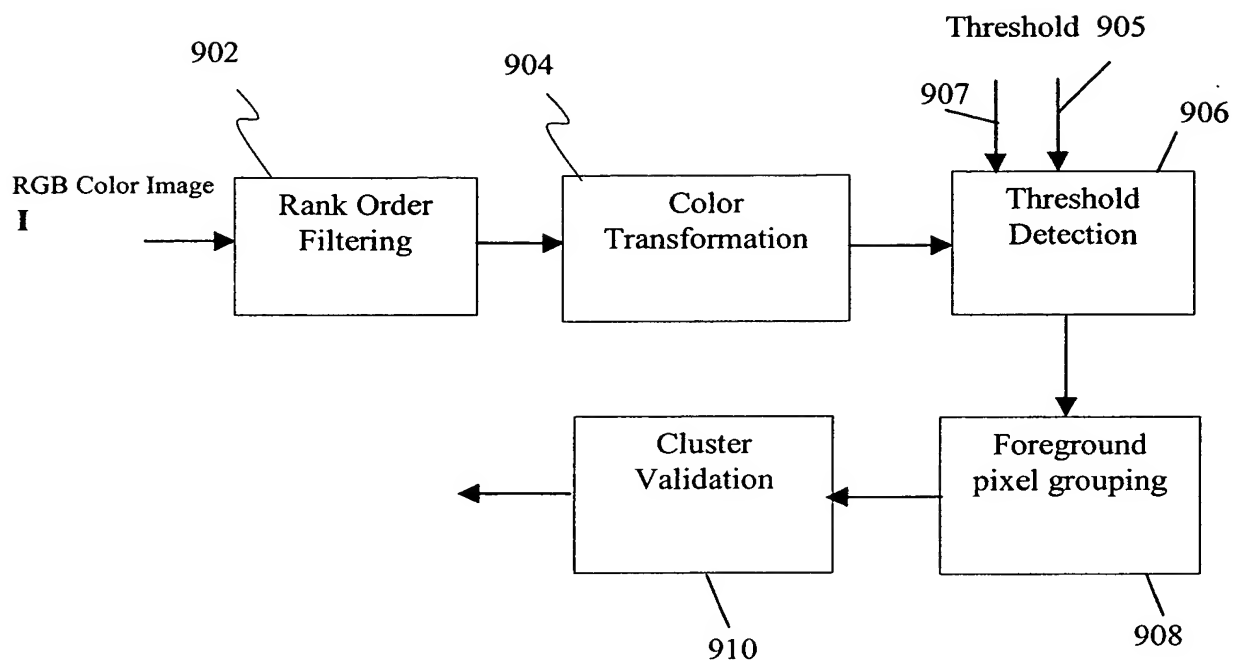 Threshold 905
902
904
907
906
RGB Color Image
I
Rank Order
Filtering
Color
Transformation
Threshold
Detection
Cluster
Validation
Foreground
pixel grouping
910
908